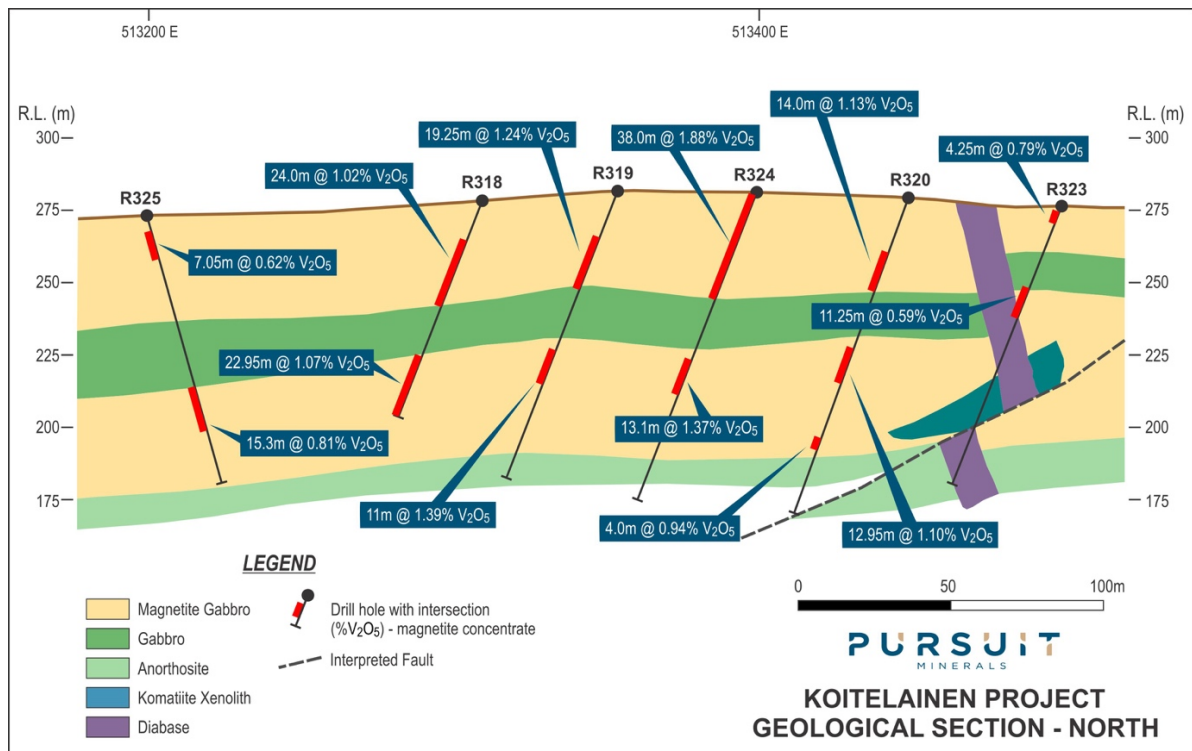 513200 E
513400 E
R.L. (m)
R.L. (m)
300
300
275
275
250
250
225
225
200
200
175
175
R325
R318
R319
R324
R320
R323
14.0m @ 1.13% V₂O₅
19.25m @ 1.24% V₂O₅
38.0m @ 1.88% V₂O₅
4.25m @ 0.79% V₂O₅
24.0m @ 1.02% V₂O₅
7.05m @ 0.62% V₂O₅
11.25m @ 0.59% V₂O₅
22.95m @ 1.07% V₂O₅
15.3m @ 0.81% V₂O₅
13.1m @ 1.37% V₂O₅
11m @ 1.39% V₂O₅
4.0m @ 0.94% V₂O₅
12.95m @ 1.10% V₂O₅
LEGEND
Magnetite Gabbro
Gabbro
Anorthosite
Komatiite Xenolith
Diabase
Drill hole with intersection
(%V₂O₅) - magnetite concentrate
Interpreted Fault
0 50 100m
PURSUIT
MINERALS
KOITELAINEN PROJECT
GEOLOGICAL SECTION - NORTH